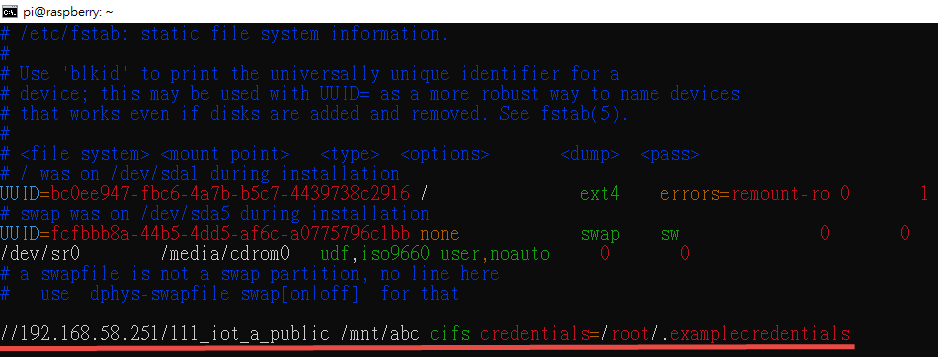 pi@raspberry: ~
# /etc/fstab: static file system information.
#
# Use 'blkid' to print the universally unique identifier for a
# device; this may be used with UUID= as a more robust way to name devices
# that works even if disks are added and removed. See fstab(5).
#
# <file system> <mount point>   <type>  <options>       <dump>  <pass>
# / was on /dev/sda1 during installation
UUID=bc0ee947-fbc6-4a7b-b5c7-4439738c2916 /               ext4    errors=remount-ro 0       1
# swap was on /dev/sda5 during installation
UUID=fcfbbb8a-44b5-4dd5-af6c-a0775796c1bb none            swap    sw              0       0
/dev/sr0        /media/cdrom0   udf,iso9660 user,noauto     0       0
# a swapfile is not a swap partition, no line here
#   use  dphys-swapfile swap[on|off]  for that
//192.168.58.251/111_iot_a_public /mnt/abc cifs credentials=/root/.examplecredentials